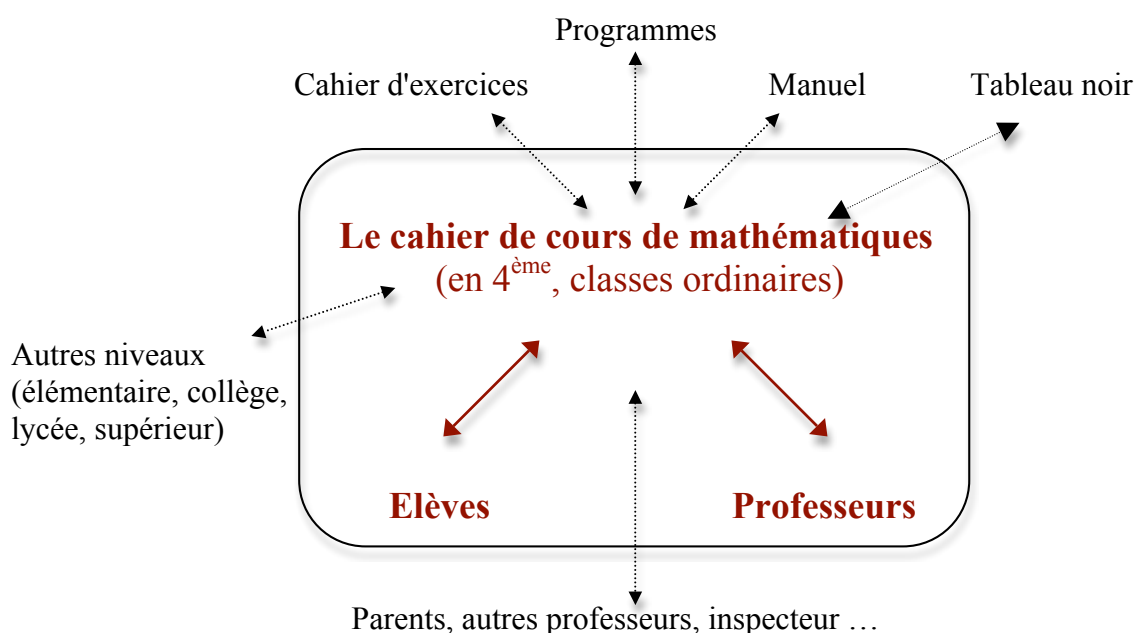 Programmes
Cahier d'exercices
Manuel
Tableau noir
Le cahier de cours de mathématiques
(en 4ème, classes ordinaires)
Autres niveaux
(élémentaire, collège,
lycée, supérieur)
Elèves
Professeurs
Parents, autres professeurs, inspecteur …